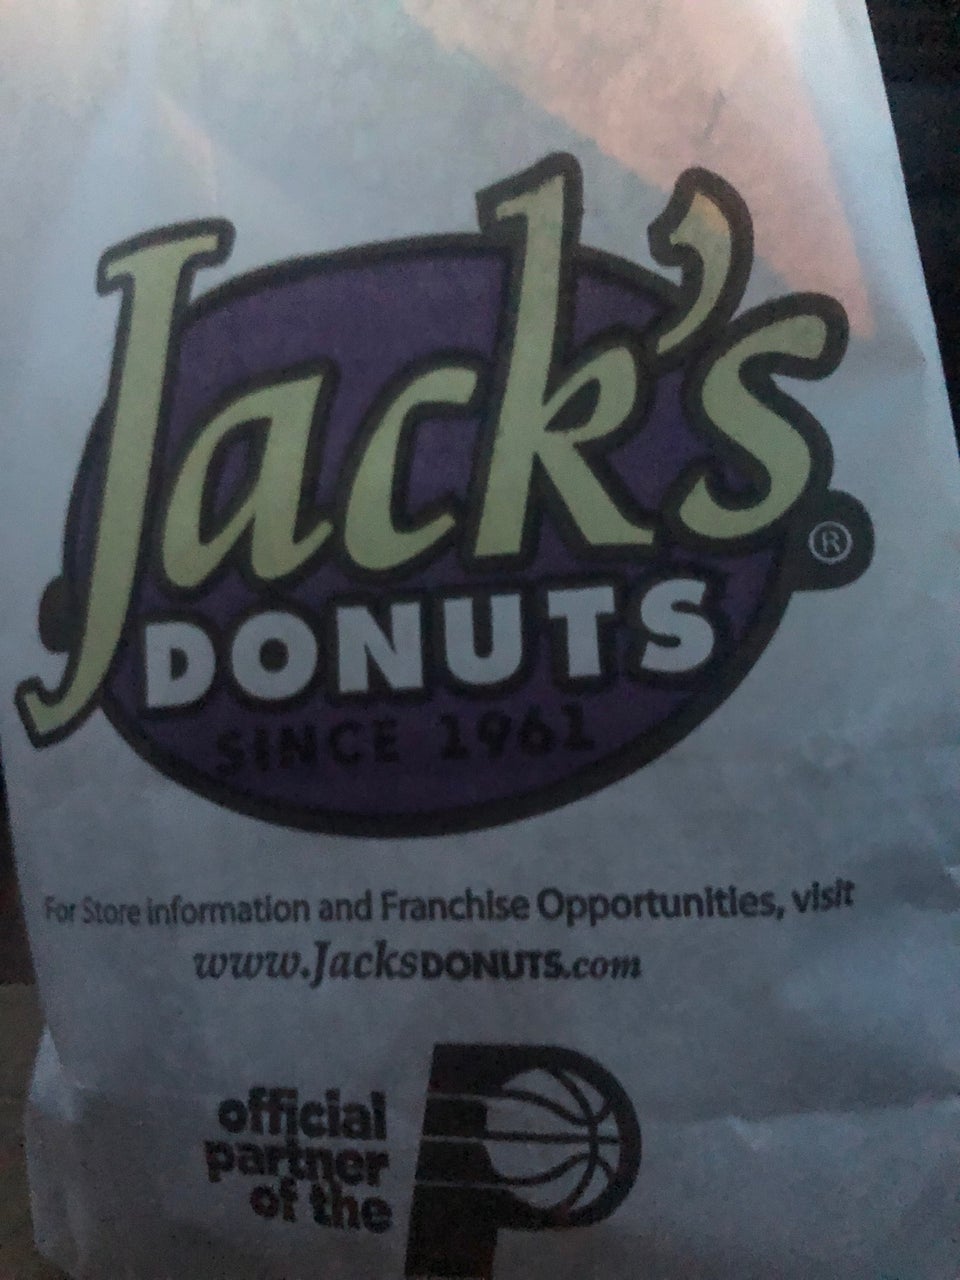 Jack's
DONUTS
SINCE 1961
®
For Store information and Franchise Opportunities, visit
www.JacksDONUTS.com
official
partner
of the
P